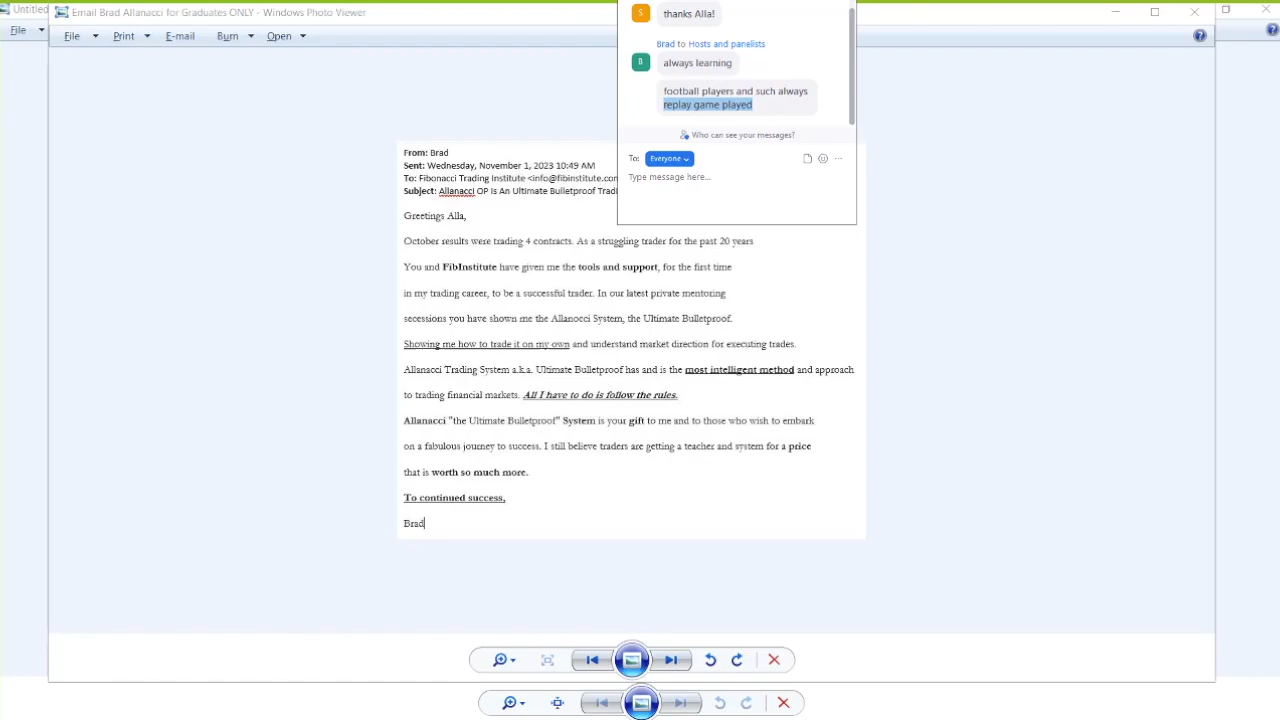 Untitled
Email Brad Allanacci for Graduates ONLY - Windows Photo Viewer
File
File
Print
E-mail
Burn
Open
S
thanks Alla!
Brad to Hosts and panelists
B
always learning
football players and such always
replay game played
Who can see your messages?
To: Everyone
Type message here...
From: Brad
Sent: Wednesday, November 1, 2023 10:49 AM
To: Fibonacci Trading Institute <info@fibinstitute.con
Subject: Allanacci OP Is An Ultimate Bulletproof Tradi
Greetings Alla,
October results were trading 4 contracts. As a struggling trader for the past 20 years
You and FibInstitute have given me the tools and support, for the first time
in my trading career, to be a successful trader. In our latest private mentoring
secessions you have shown me the Allanocci System, the Ultimate Bulletproof.
Showing me how to trade it on my own and understand market direction for executing trades.
Allanacci Trading System a.k.a. Ultimate Bulletproof has and is the most intelligent method and approach
to trading financial markets. All I have to do is follow the rules.
Allanacci "the Ultimate Bulletproof" System is your gift to me and to those who wish to embark
on a fabulous journey to success. I still believe traders are getting a teacher and system for a price
that is worth so much more.
To continued success,
Brad